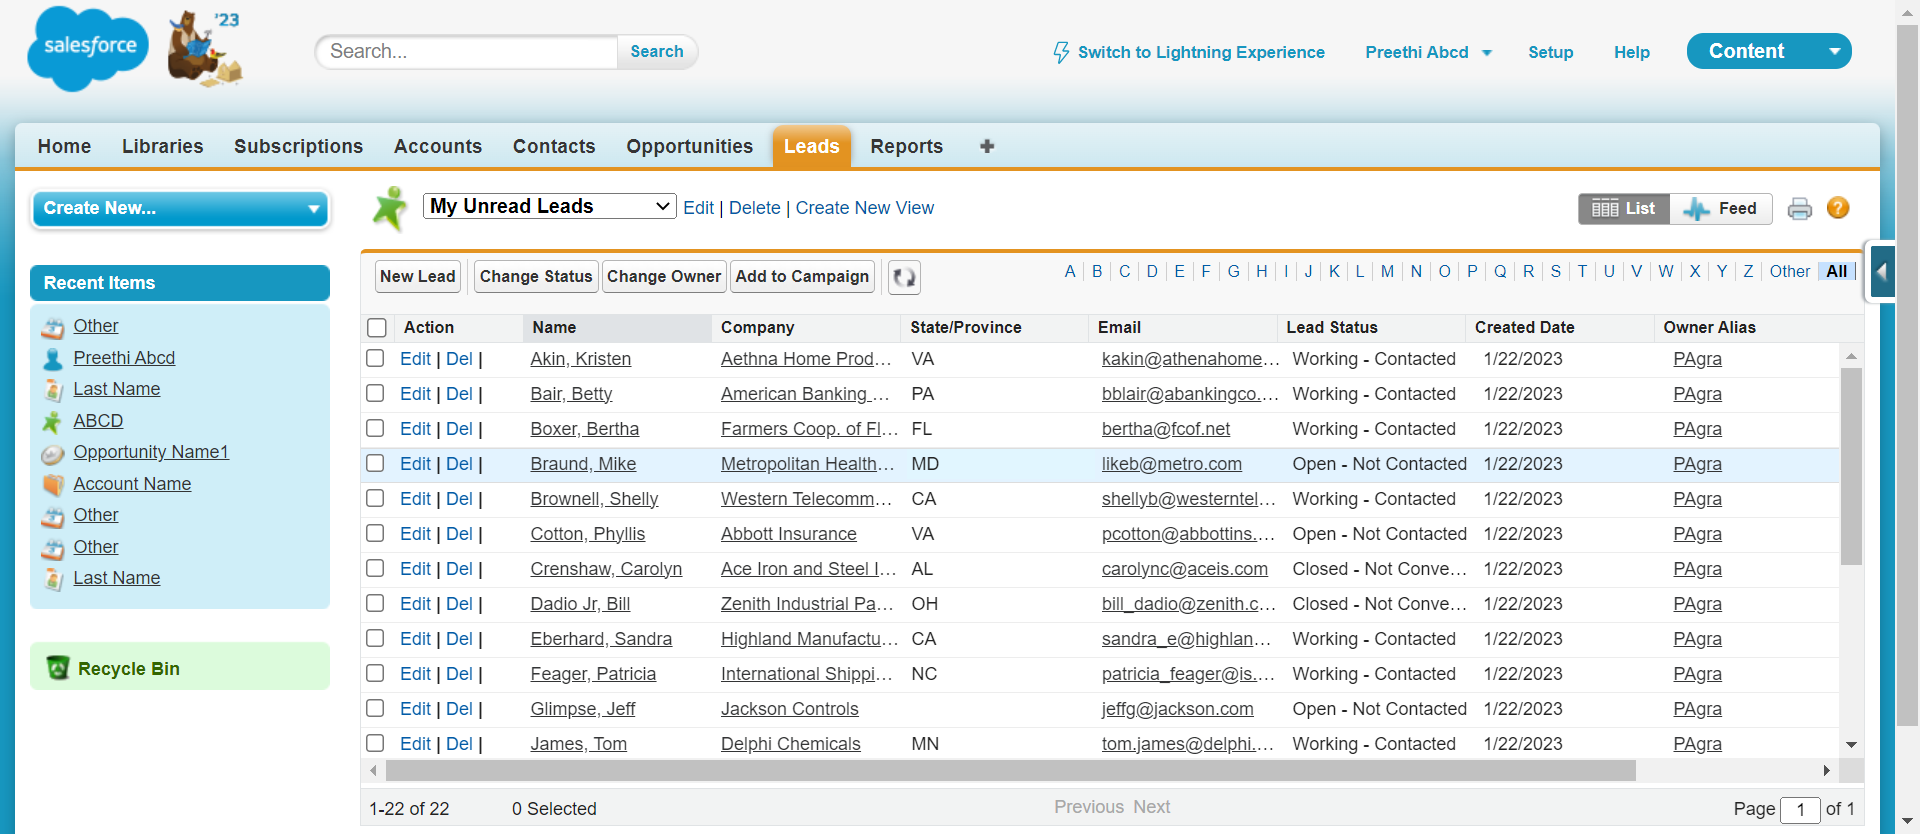 salesforce
'23
Search...
Search
Switch to Lightning Experience
Preethi Abcd
Setup
Help
Content
Home Libraries Subscriptions Accounts Contacts Opportunities Leads Reports +
Create New...
Recent Items
Other
Preethi Abcd
Last Name
ABCD
Opportunity Name1
Account Name
Other
Other
Last Name
Recycle Bin
My Unread Leads
Edit | Delete | Create New View
List
Feed
?
New Lead Change Status Change Owner Add to Campaign
A | B | C | D | E | F | G | H | I | J | K | L | M | N | O | P | Q | R | S | T | U | V | W | X | Y | Z | Other | All |
Action Name Company State/Province Email Lead Status Created Date Owner Alias
Edit | Del | Akin, Kristen Aethna Home Prod... VA kakin@athenahome... Working - Contacted 1/22/2023 PAgra
Edit | Del | Bair, Betty American Banking ... PA bblair@abankingco.... Working - Contacted 1/22/2023 PAgra
Edit | Del | Boxer, Bertha Farmers Coop. of Fl... FL bertha@fcof.net Working - Contacted 1/22/2023 PAgra
Edit | Del | Braund, Mike Metropolitan Health... MD likeb@metro.com Open - Not Contacted 1/22/2023 PAgra
Edit | Del | Brownell, Shelly Western Telecomm... CA shellyb@westerntel... Working - Contacted 1/22/2023 PAgra
Edit | Del | Cotton, Phyllis Abbott Insurance VA pcotton@abbottins.... Open - Not Contacted 1/22/2023 PAgra
Edit | Del | Crenshaw, Carolyn Ace Iron and Steel I... AL carolync@aceis.com Closed - Not Conve... 1/22/2023 PAgra
Edit | Del | Dadio Jr, Bill Zenith Industrial Pa... OH bill_dadio@zenith.c... Closed - Not Conve... 1/22/2023 PAgra
Edit | Del | Eberhard, Sandra Highland Manufactu... CA sandra_e@highlan... Working - Contacted 1/22/2023 PAgra
Edit | Del | Feager, Patricia International Shippi... NC patricia_feager@is.... Working - Contacted 1/22/2023 PAgra
Edit | Del | Glimpse, Jeff Jackson Controls jeffg@jackson.com Open - Not Contacted 1/22/2023 PAgra
Edit | Del | James, Tom Delphi Chemicals MN tom.james@delphi.... Working - Contacted 1/22/2023 PAgra
1-22 of 22 0 Selected Previous Next Page 1 of 1